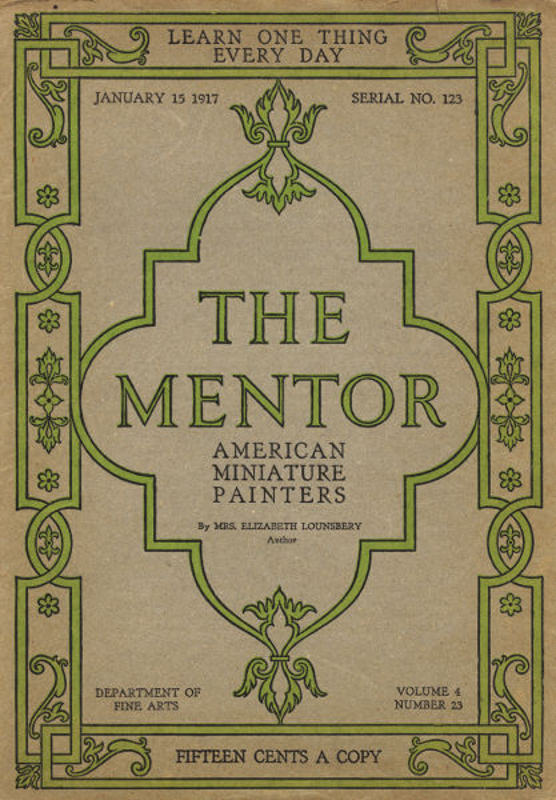 LEARN ONE THING
EVERY DAY
JANUARY 15 1917
SERIAL NO. 123
THE
MENTOR
AMERICAN
MINIATURE
PAINTERS
By MRS. ELIZABETH LOUNSBERY
Author
DEPARTMENT OF
FINE ARTS
VOLUME 4
NUMBER 23
FIFTEEN CENTS A COPY